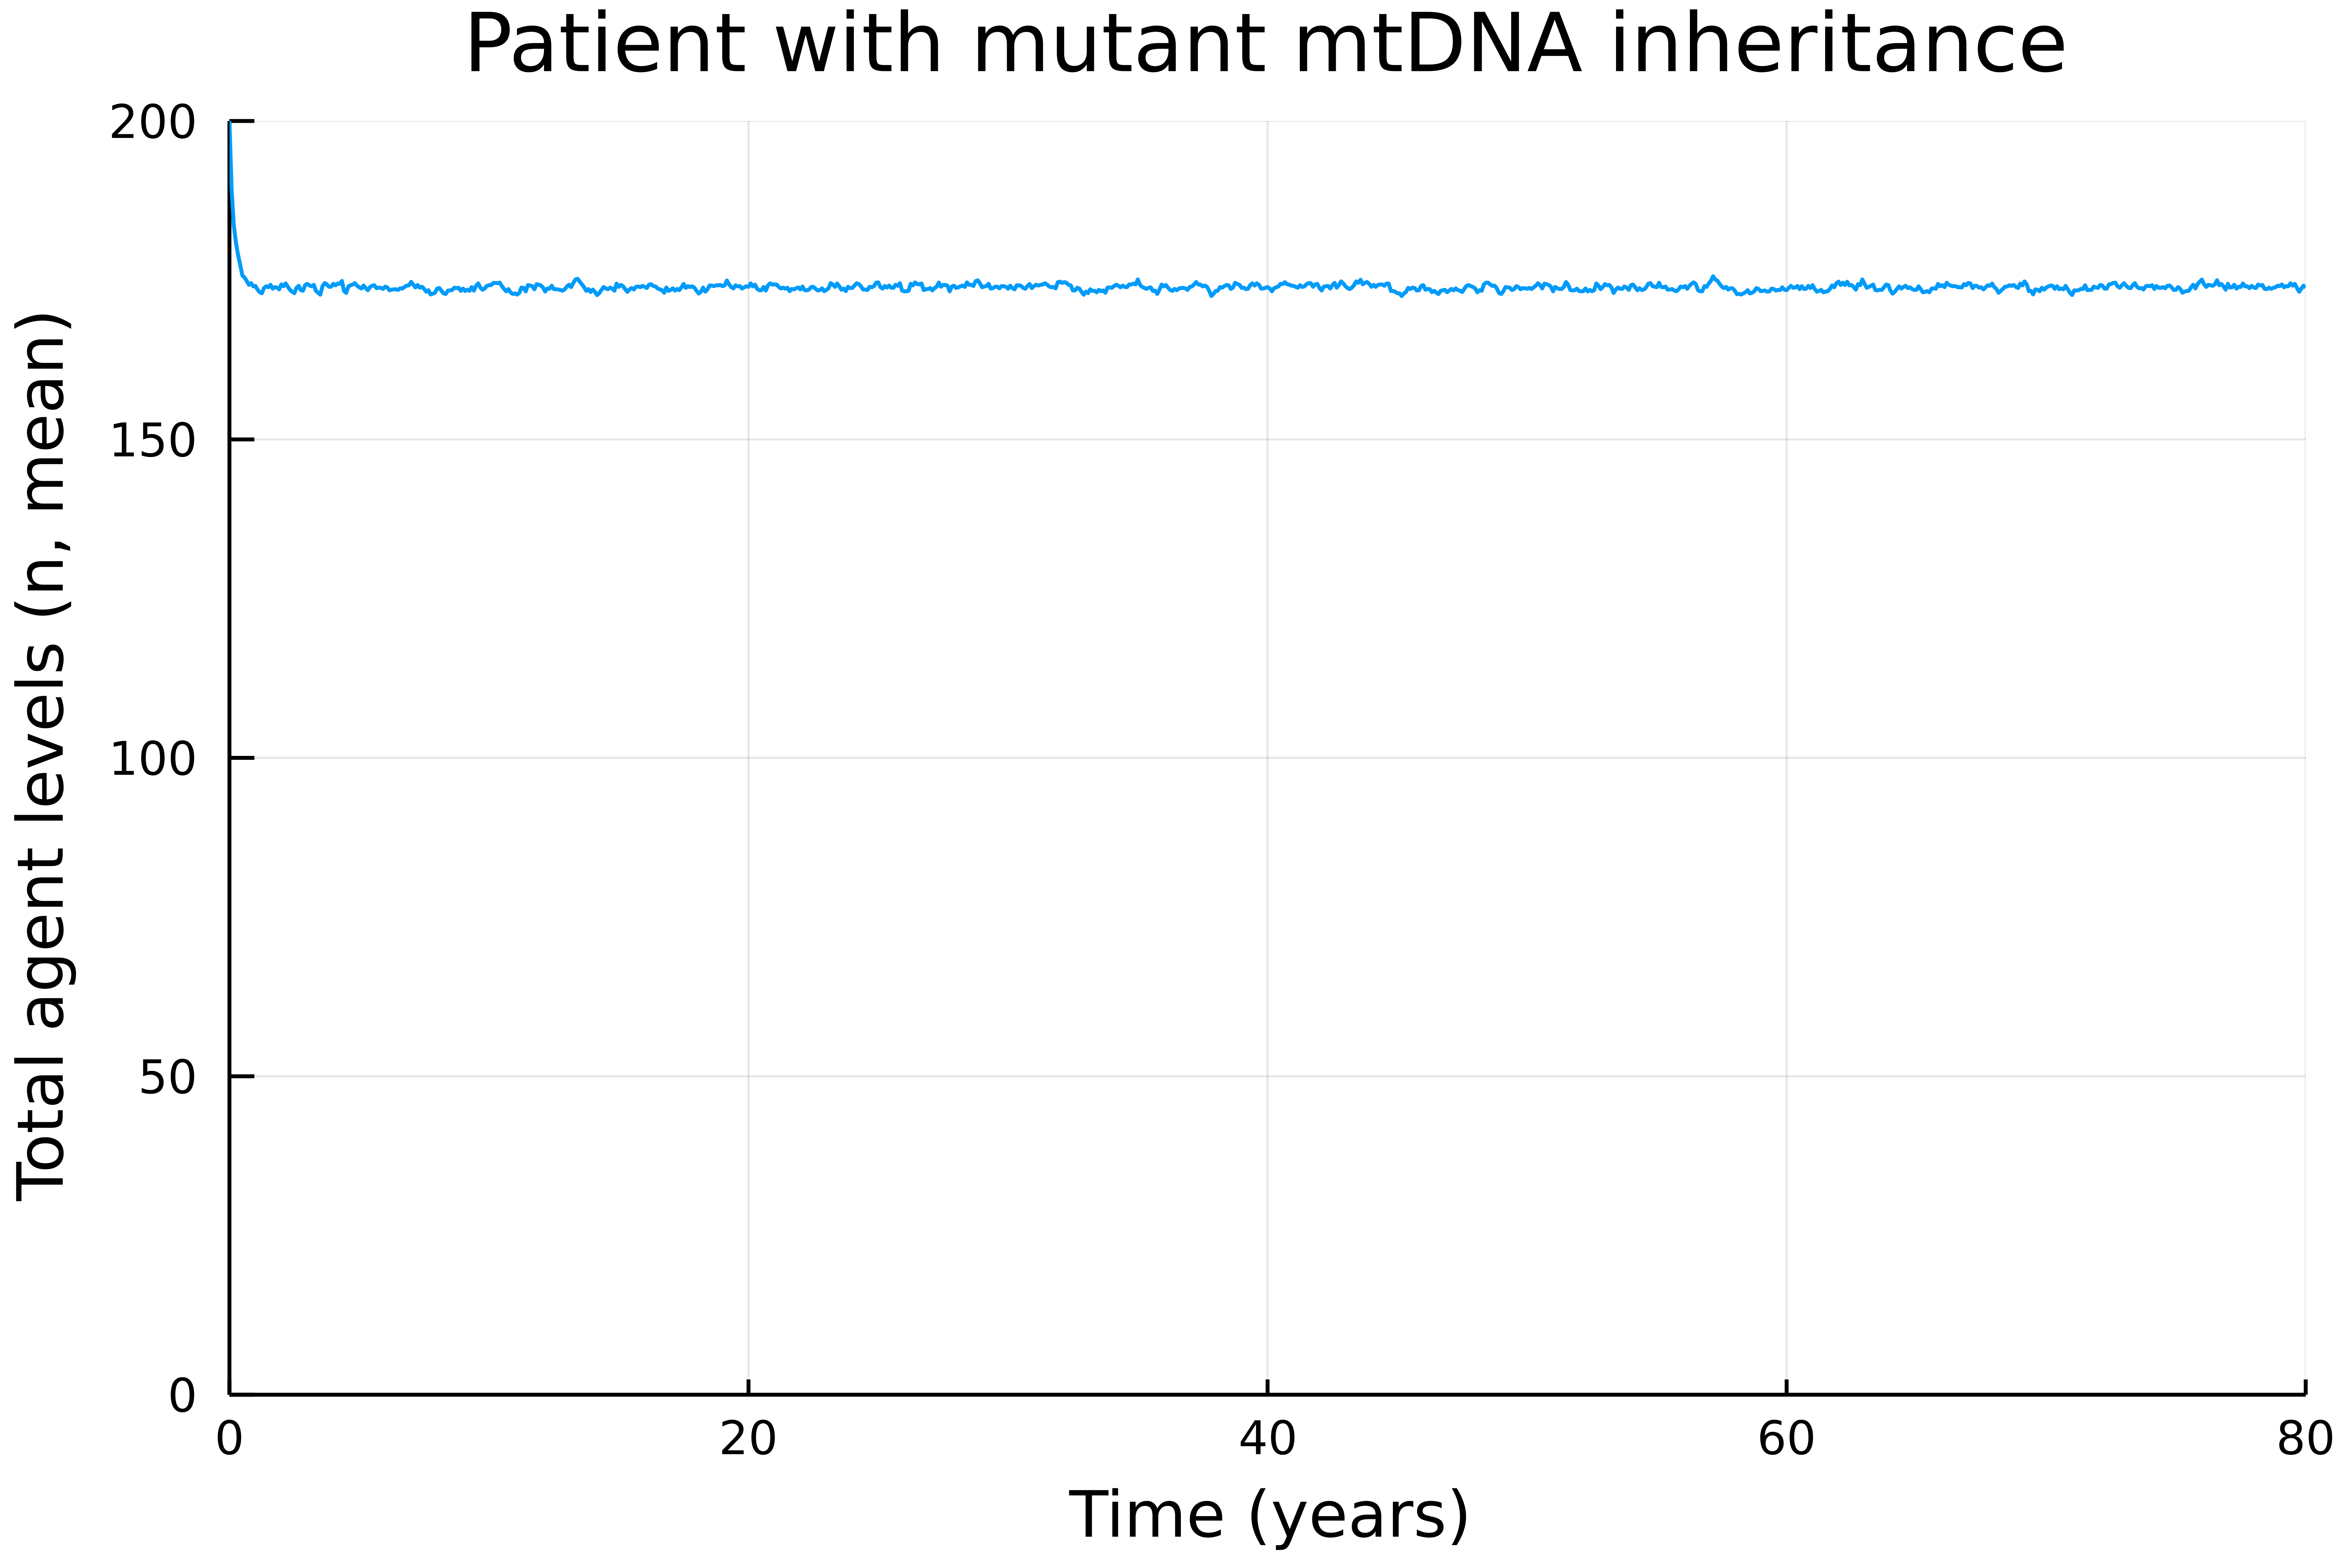 Patient with mutant mtDNA inheritance
Total agent levels (n, mean)
200
150
100
50
0
0 20 40 60 80
Time (years)